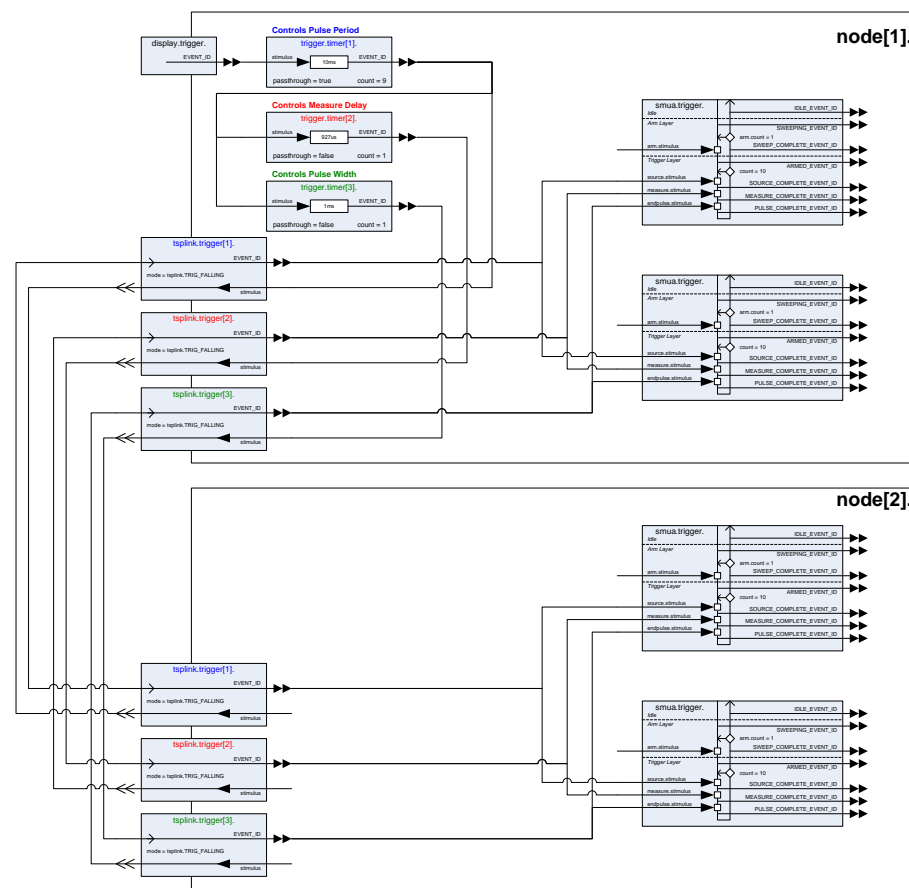 node[1].
display.trigger.
EVENT_ID
Controls Pulse Period
trigger.timer[1].
stimulus
10ms
EVENT_ID
passthrough = true
count = 9
Controls Measure Delay
trigger.timer[2].
stimulus
927us
EVENT_ID
passthrough = false
count = 1
Controls Pulse Width
trigger.timer[3].
stimulus
1ms
EVENT_ID
passthrough = false
count = 1
smua.trigger.
Idle
IDLE_EVENT_ID
Arm Layer
SWEEPING_EVENT_ID
arm.count = 1
arm.stimulus
SWEEP_COMPLETE_EVENT_ID
Trigger Layer
ARMED_EVENT_ID
count = 10
source.stimulus
SOURCE_COMPLETE_EVENT_ID
measure.stimulus
MEASURE_COMPLETE_EVENT_ID
endpulse.stimulus
PULSE_COMPLETE_EVENT_ID
tsplink.trigger[1].
EVENT_ID
mode = tsplink.TRIG_FALLING
stimulus
tsplink.trigger[2].
EVENT_ID
mode = tsplink.TRIG_FALLING
stimulus
tsplink.trigger[3].
EVENT_ID
mode = tsplink.TRIG_FALLING
stimulus
smua.trigger.
Idle
IDLE_EVENT_ID
Arm Layer
SWEEPING_EVENT_ID
arm.count = 1
arm.stimulus
SWEEP_COMPLETE_EVENT_ID
Trigger Layer
ARMED_EVENT_ID
count = 10
source.stimulus
SOURCE_COMPLETE_EVENT_ID
measure.stimulus
MEASURE_COMPLETE_EVENT_ID
endpulse.stimulus
PULSE_COMPLETE_EVENT_ID
node[2].
smua.trigger.
Idle
IDLE_EVENT_ID
Arm Layer
SWEEPING_EVENT_ID
arm.count = 1
arm.stimulus
SWEEP_COMPLETE_EVENT_ID
Trigger Layer
ARMED_EVENT_ID
count = 10
source.stimulus
SOURCE_COMPLETE_EVENT_ID
measure.stimulus
MEASURE_COMPLETE_EVENT_ID
endpulse.stimulus
PULSE_COMPLETE_EVENT_ID
tsplink.trigger[1].
EVENT_ID
mode = tsplink.TRIG_FALLING
stimulus
tsplink.trigger[2].
EVENT_ID
mode = tsplink.TRIG_FALLING
stimulus
tsplink.trigger[3].
EVENT_ID
mode = tsplink.TRIG_FALLING
stimulus
smua.trigger.
Idle
IDLE_EVENT_ID
Arm Layer
SWEEPING_EVENT_ID
arm.count = 1
arm.stimulus
SWEEP_COMPLETE_EVENT_ID
Trigger Layer
ARMED_EVENT_ID
count = 10
source.stimulus
SOURCE_COMPLETE_EVENT_ID
measure.stimulus
MEASURE_COMPLETE_EVENT_ID
endpulse.stimulus
PULSE_COMPLETE_EVENT_ID